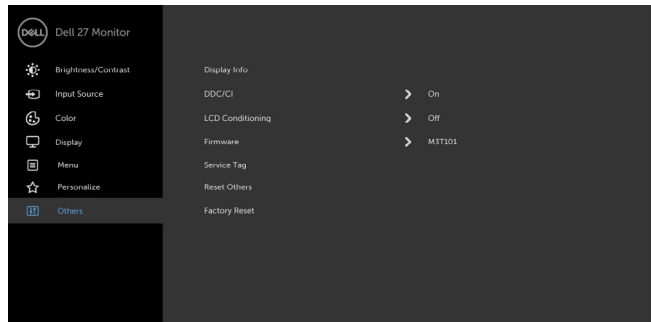 DELL Dell 27 Monitor
Brightness/Contrast Display Info
Input Source DDC/CI On
Color LCD Conditioning Off
Display Firmware M3T101
Menu Service Tag
Personalize Reset Others
Others Factory Reset